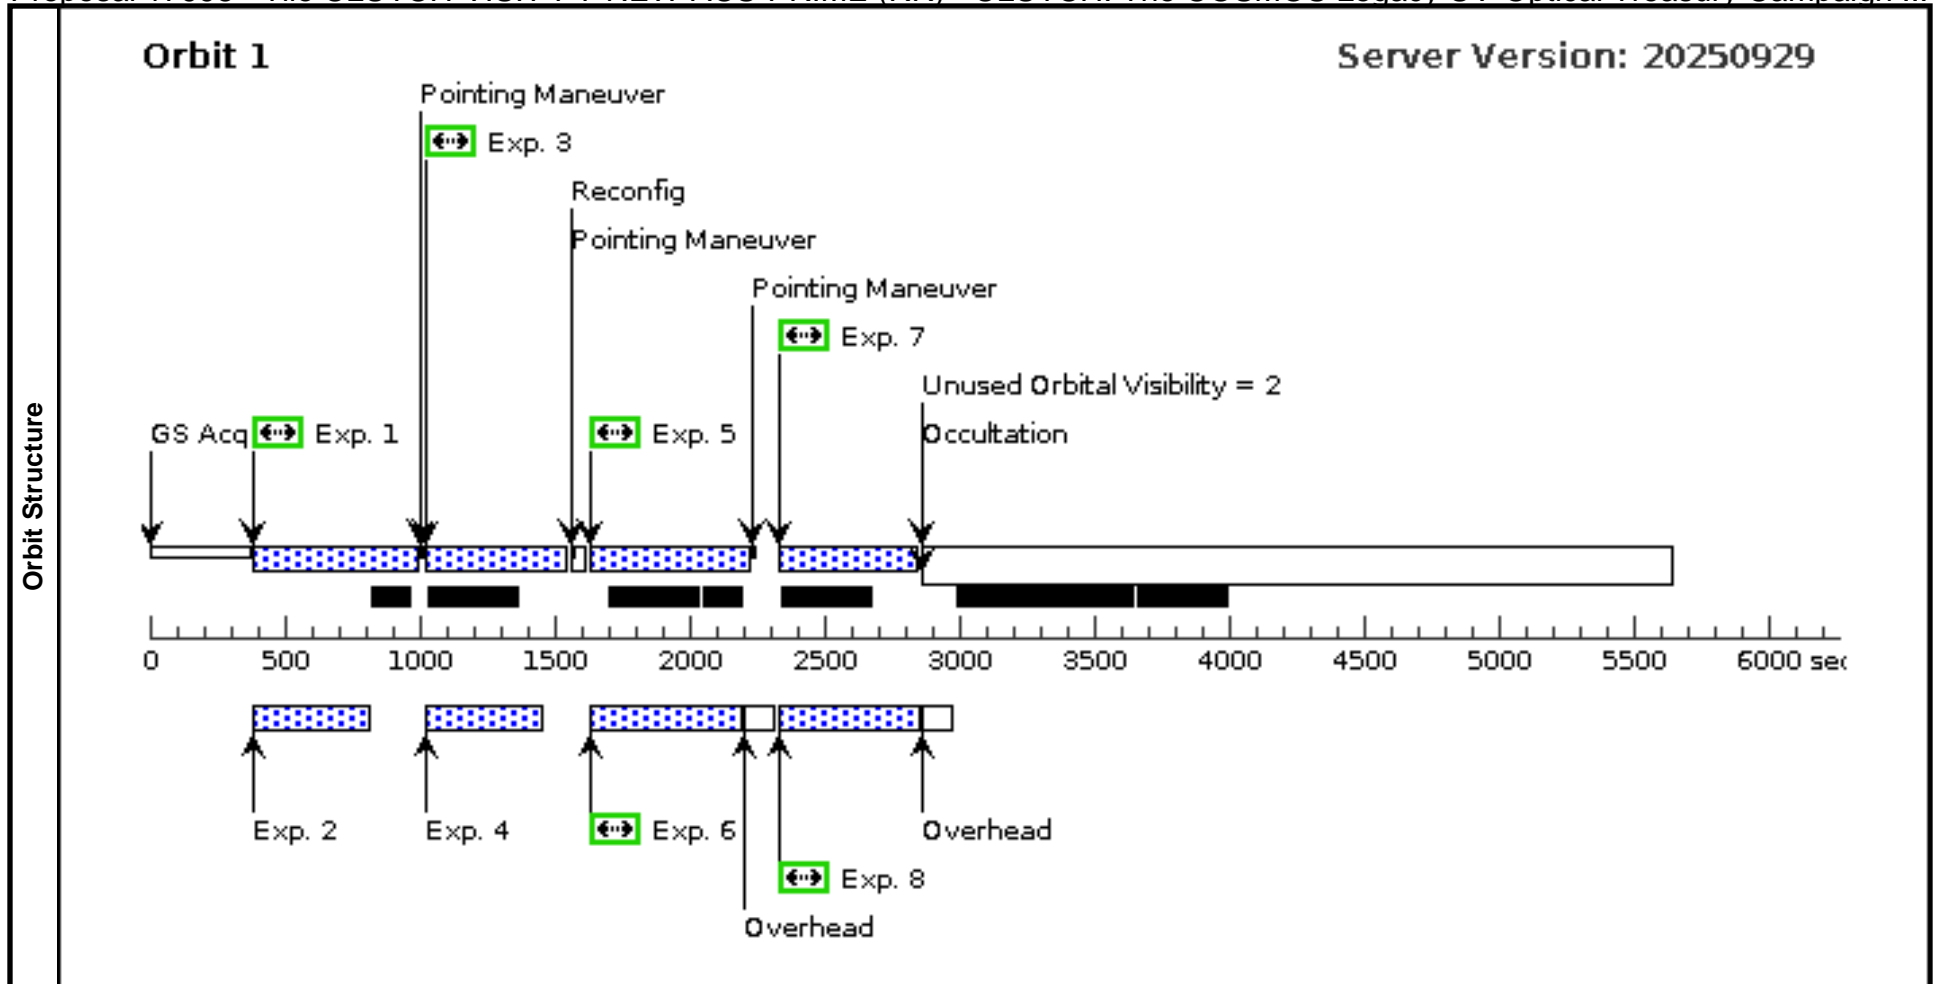 Orbit 1
Server Version: 20250929
Pointing Maneuver
Exp. 3
Reconfig
Pointing Maneuver
Pointing Maneuver
Exp. 7
Unused Orbital Visibility = 2
GS Acq Exp. 1 Exp. 5 Occultation
Orbit Structure
0 500 1000 1500 2000 2500 3000 3500 4000 4500 5000 5500 6000 sec
Exp. 2 Exp. 4 Exp. 6 Overhead
Exp. 8
Overhead